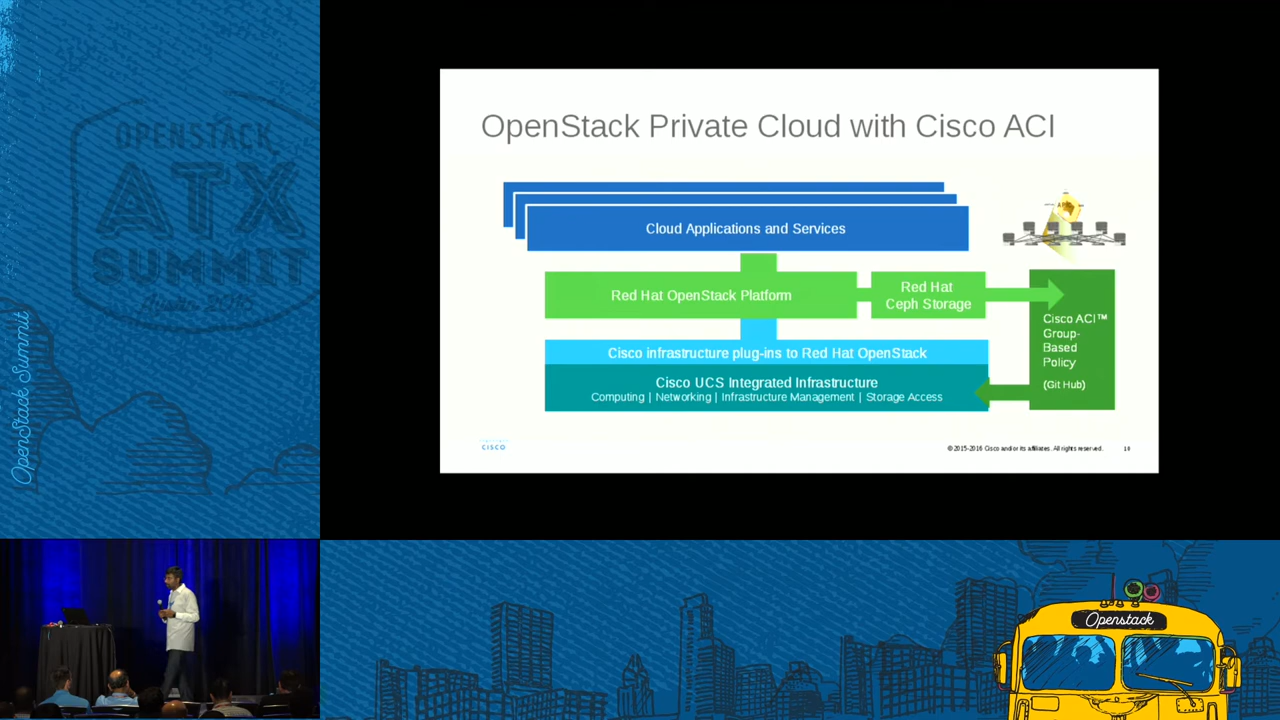 OPENSTACK
ATX
SUMMIT
OpenStack Summit
OpenStack Private Cloud with Cisco ACI
Cloud Applications and Services
Red Hat OpenStack Platform
Red Hat
Ceph Storage
Cisco ACI™
Group-
Based
Policy
(Git Hub)
Cisco infrastructure plug-ins to Red Hat OpenStack
Cisco UCS Integrated Infrastructure
Computing | Networking | Infrastructure Management | Storage Access
CISCO
© 2015-2016 Cisco and/or its affiliates. All rights reserved.
Openstack